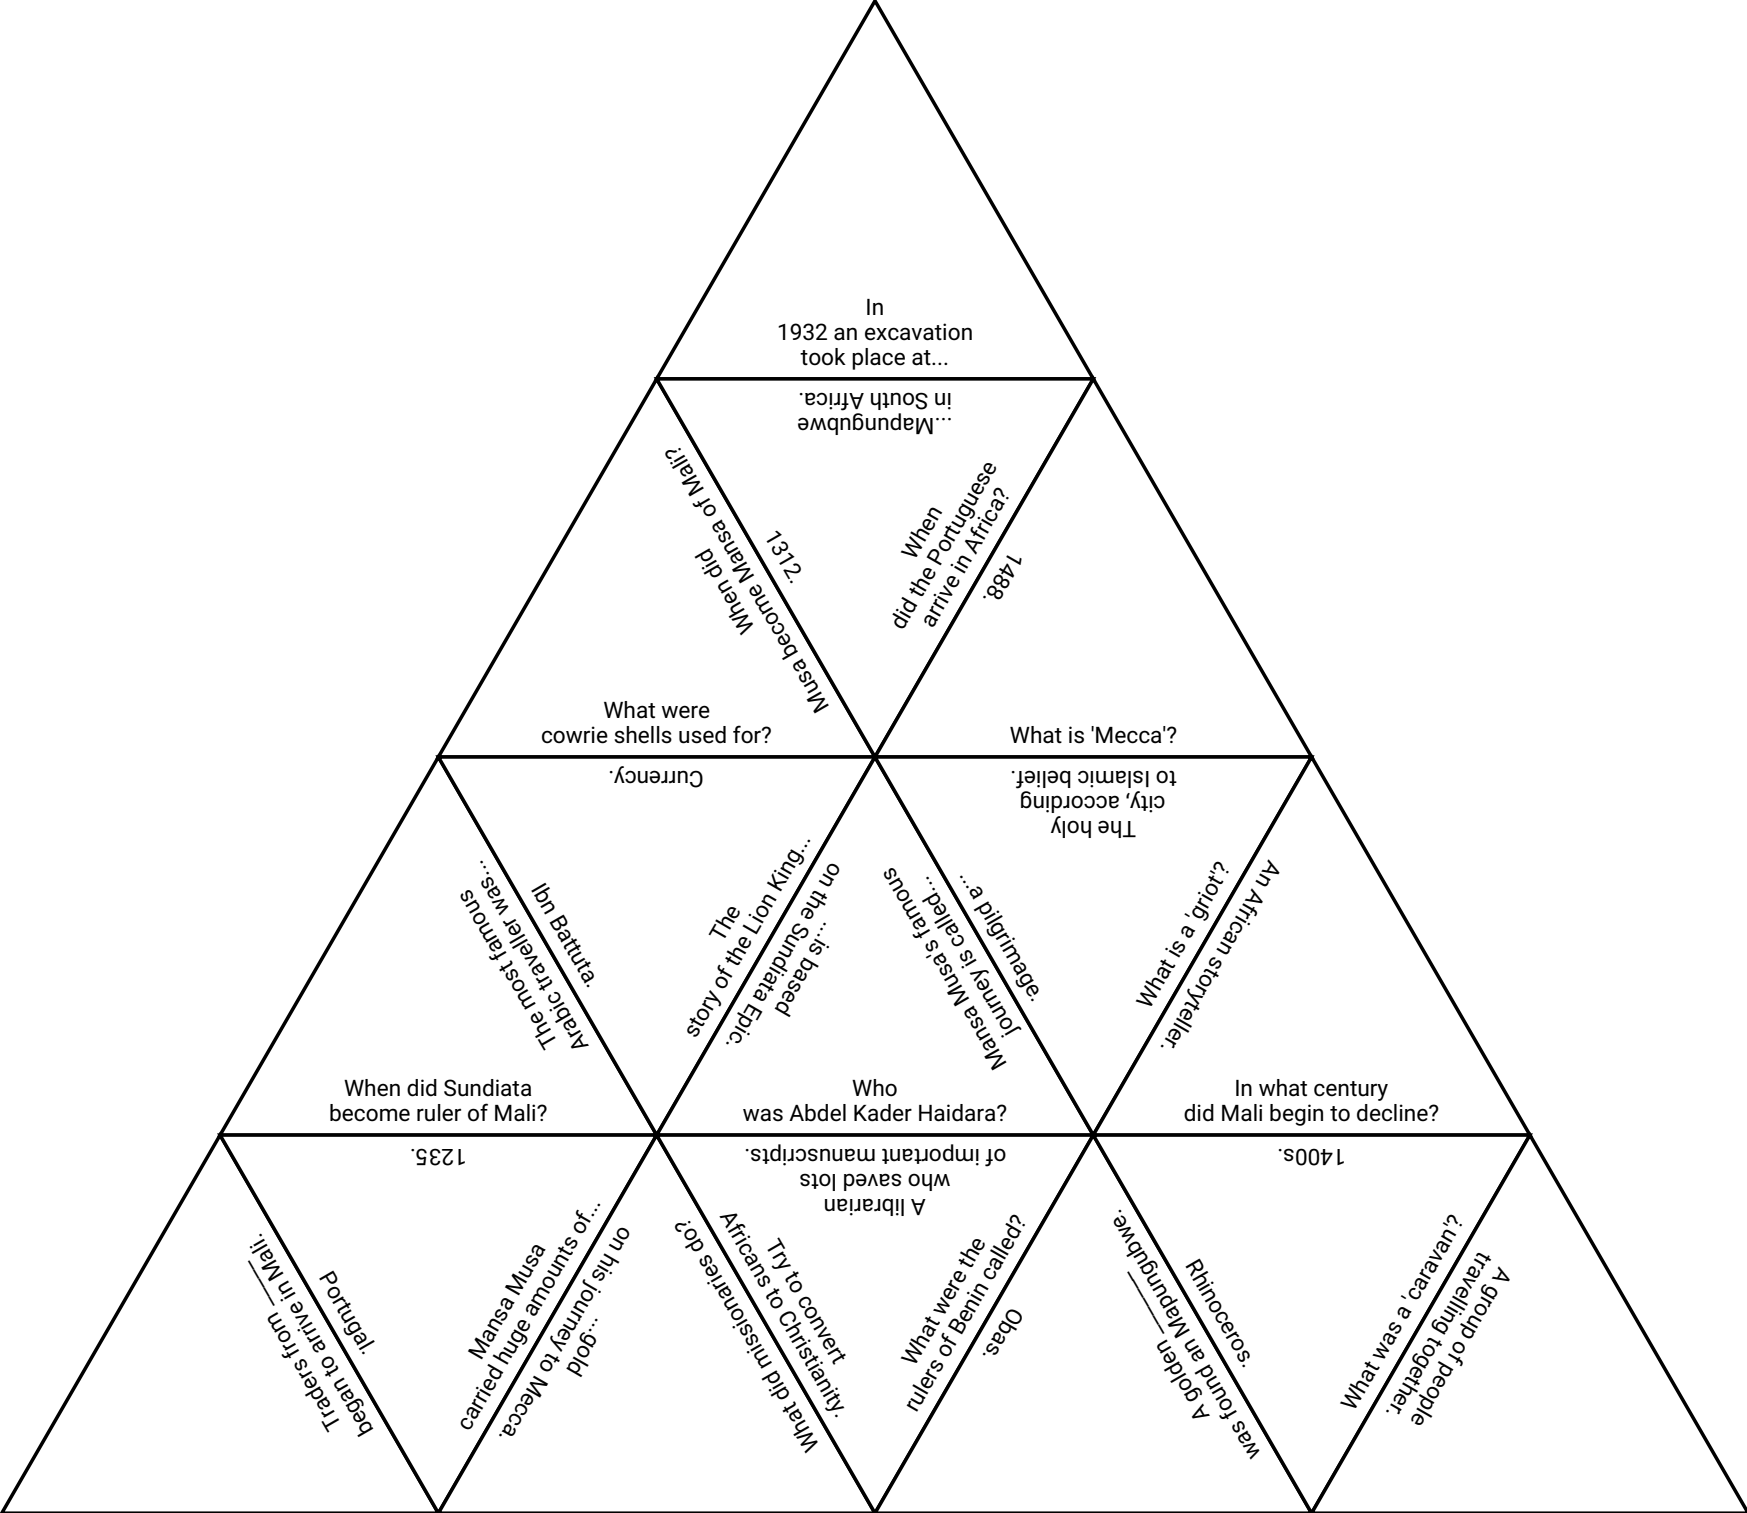 In
1932 an excavation
took place at...
...Mapungubwe
in South Africa.
When did
Musa become Mansa of Mali?
1312.
When
did the Portuguese
arrive in Africa?
1488.
What were
cowrie shells used for?
Currency.
What is 'Mecca'?
The holy
city, according
to Islamic belief.
The most famous
Arabic traveller was...
Ibn Battuta.
The
story of the Lion King...
...is based
on the Sundiata Epic.
Mansa Musa's famous
journey is called...
...a pilgrimage.
What is a 'griot'?
An African storyteller.
When did Sundiata
become ruler of Mali?
1235.
Who
was Abdel Kader Haidara?
A librarian
who saved lots
of important manuscripts.
In what century
did Mali begin to decline?
1400s.
Traders from _____
began to arrive in Mali.
Portugal.
Mansa Musa
carried huge amounts of...
...gold
on his journey to Mecca.
What did missionaries do?
Try to convert
Africans to Christianity.
What were the
rulers of Benin called?
Obas.
A golden ________
was found an Mapungubwe.
Rhinoceros.
What was a 'caravan'?
A group of people
travelling together.